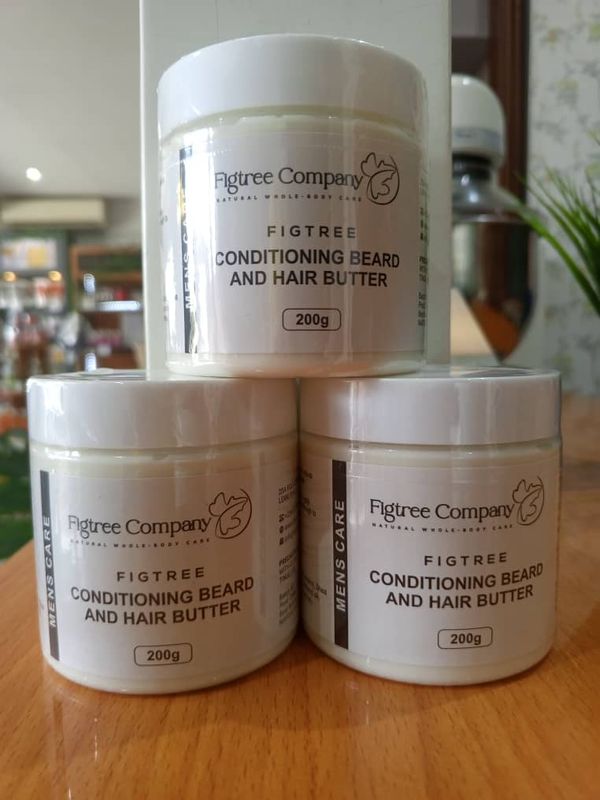 MENS CARE
Figtree Company
NATURAL WHOLE-BODY CARE
FIGTREE
CONDITIONING BEARD
AND HAIR BUTTER
200g
MENS CARE
Figtree Company
NATURAL WHOLE-BODY CARE
FIGTREE
CONDITIONING BEARD
AND HAIR BUTTER
200g
MENS CARE
Figtree Company
NATURAL WHOLE-BODY CARE
FIGTREE
CONDITIONING BEARD
AND HAIR BUTTER
200g